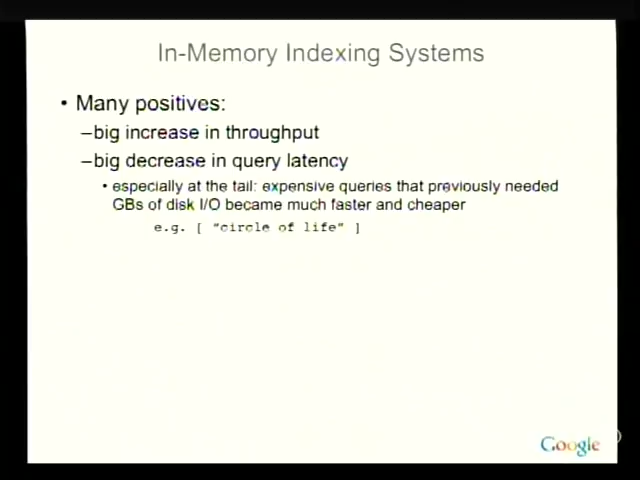 In-Memory Indexing Systems
• Many positives:
–big increase in throughput
–big decrease in query latency
• especially at the tail: expensive queries that previously needed
GBs of disk I/O became much faster and cheaper
e.g. [ "circle of life" ]
Google